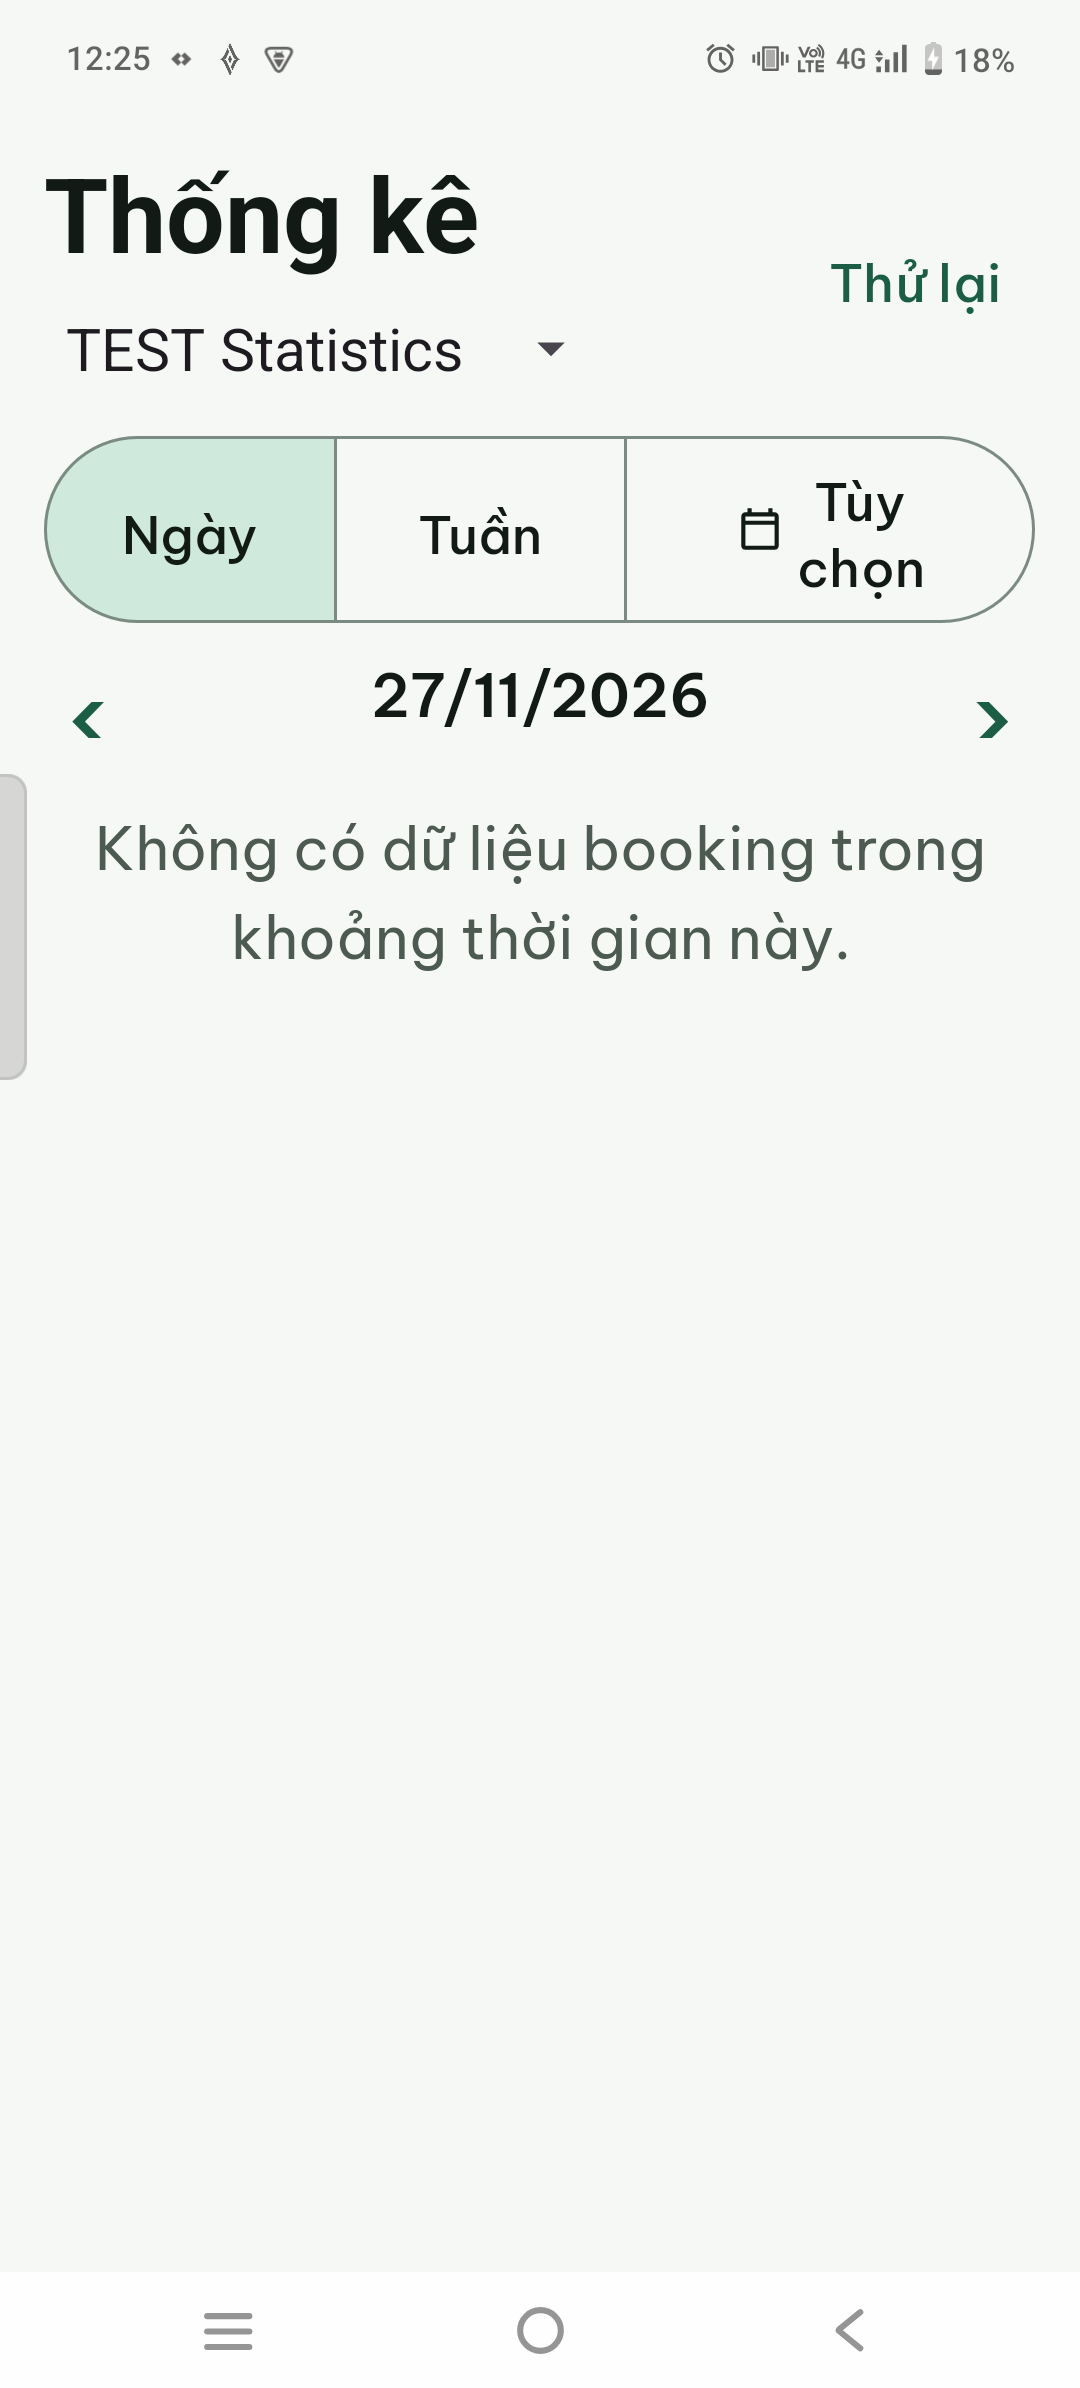 12:25
VoLTE 4G 18%
Thống kê
Thử lại
TEST Statistics
Ngày
Tuần
Tùy
chọn
27/11/2026
Không có dữ liệu booking trong
khoảng thời gian này.